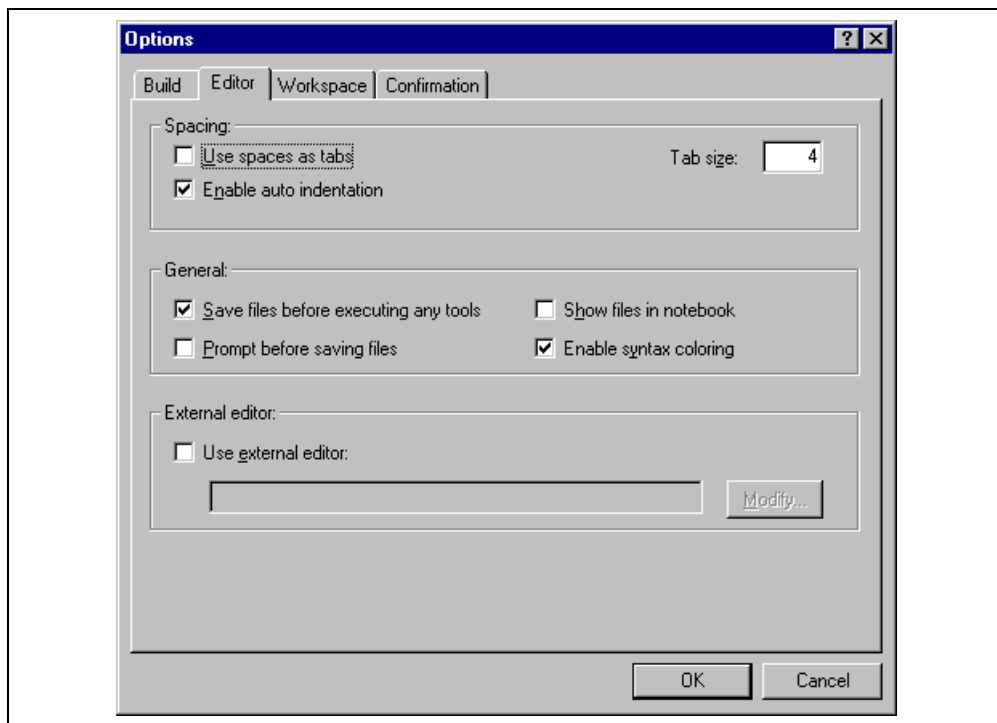 Options
Build Editor Workspace Confirmation
Spacing:
Use spaces as tabs Tab size: 4
Enable auto indentation
General:
Save files before executing any tools Show files in notebook
Prompt before saving files Enable syntax coloring
External editor:
Use external editor:
Modify...
OK Cancel